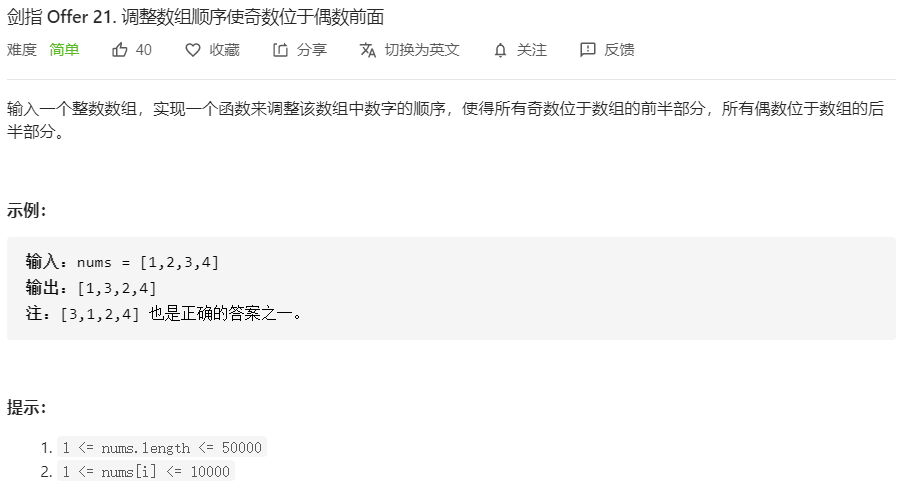 剑指 Offer 21. 调整数组顺序使奇数位于偶数前面
难度 简单 40 收藏 分享 切换为英文 关注 反馈
输入一个整数数组，实现一个函数来调整该数组中数字的顺序，使得所有奇数位于数组的前半部分，所有偶数位于数组的后
半部分。
示例：
输入：nums = [1,2,3,4]
输出：[1,3,2,4]
注：[3,1,2,4] 也是正确的答案之一。
提示：
1. 1 <= nums.length <= 50000
2. 1 <= nums[i] <= 10000